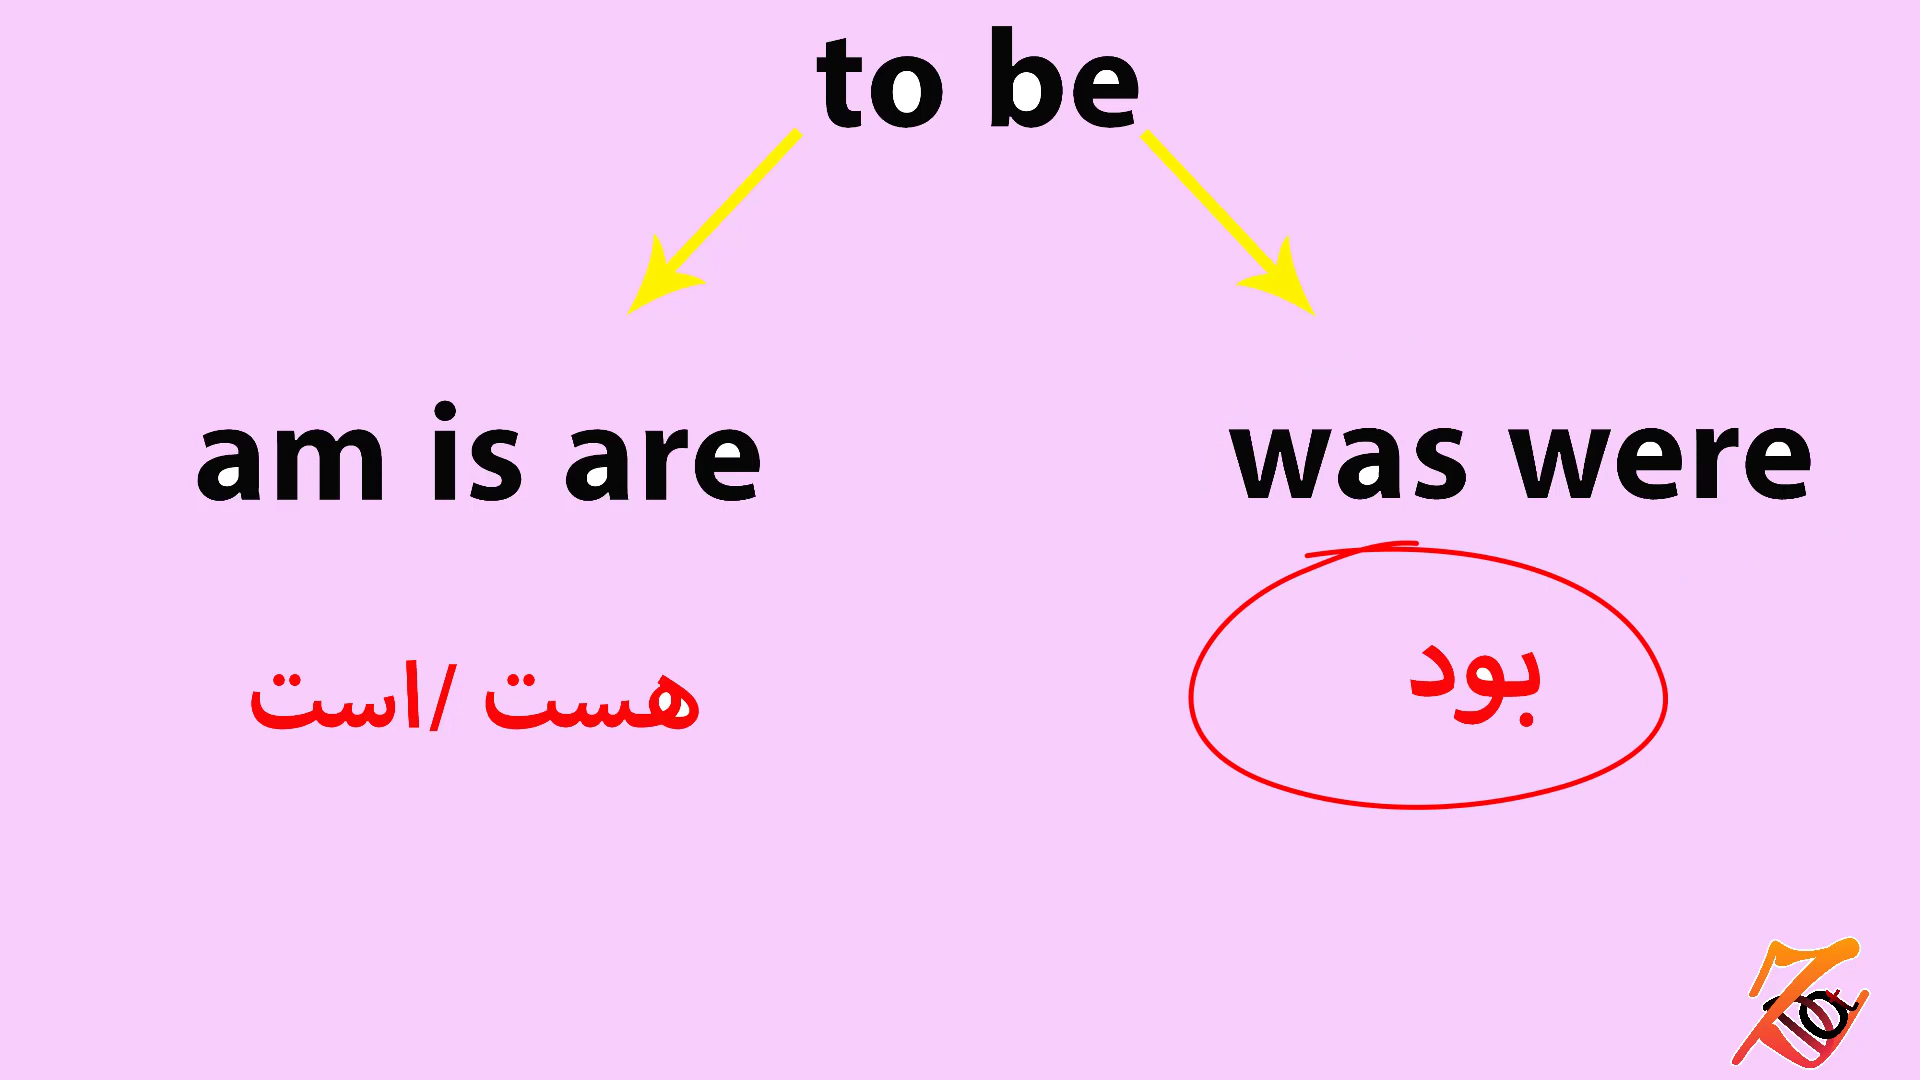 to be
am is are
was were
هست /است
بود